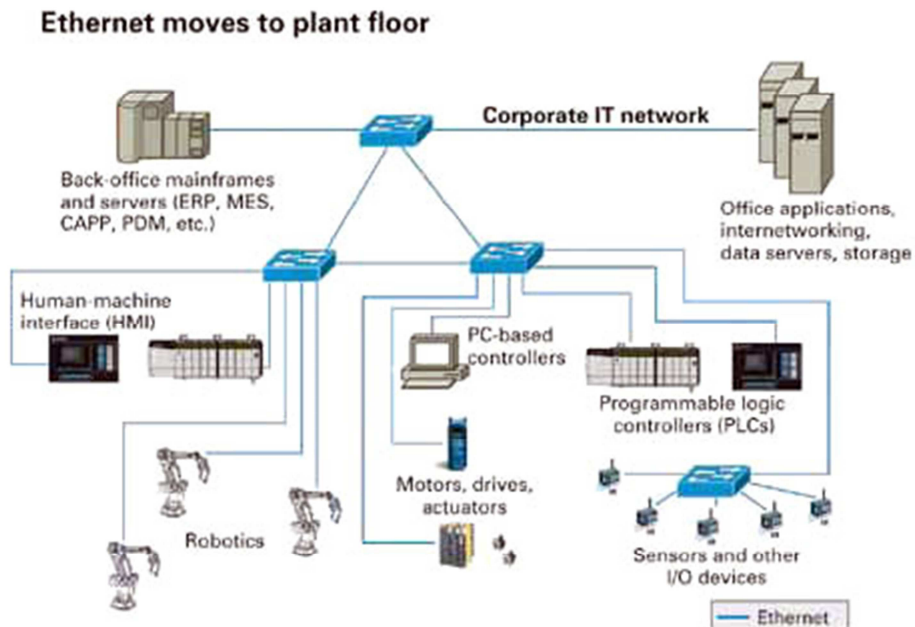 Ethernet moves to plant floor
Corporate IT network
Back-office mainframes
and servers (ERP, MES,
CAPP, PDM, etc.)
Office applications,
internetworking,
data servers, storage
Human-machine
interface (HMI)
PC-based
controllers
Programmable logic
controllers (PLCs)
Motors, drives,
actuators
Robotics
Sensors and other
I/O devices
Ethernet